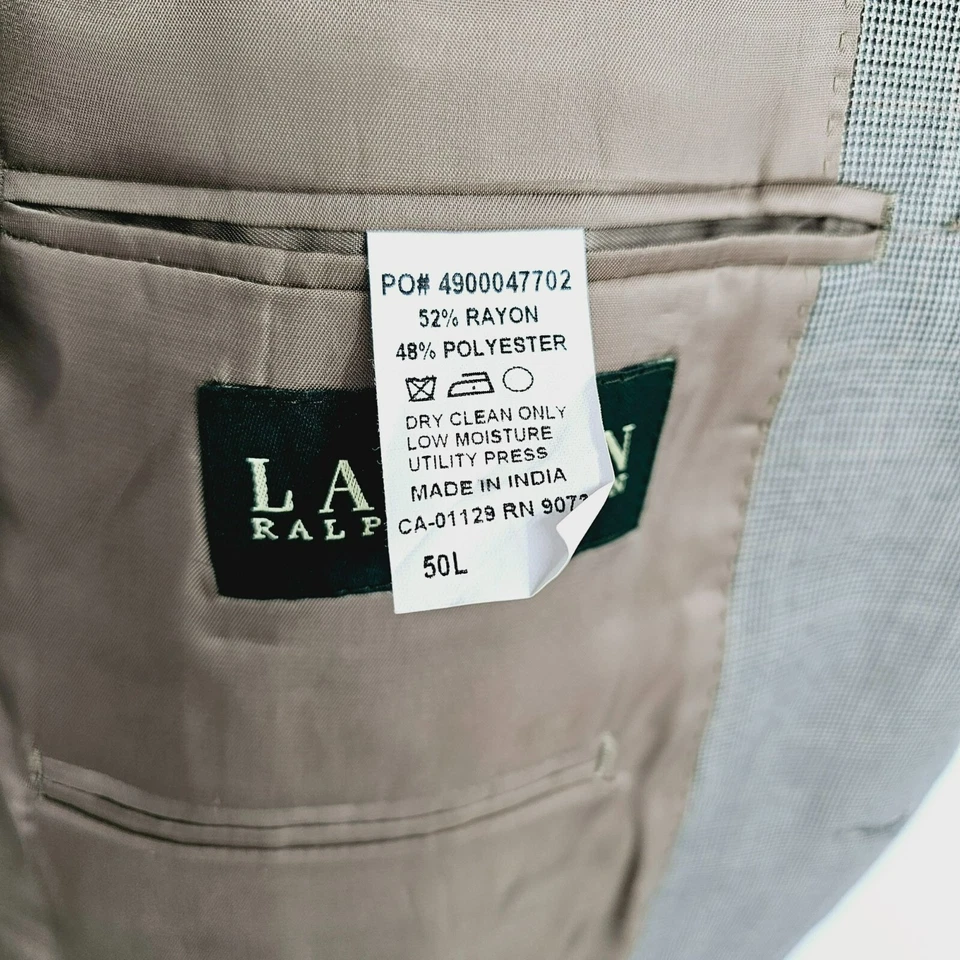 PO# 4900047702
52% RAYON
48% POLYESTER
DRY CLEAN ONLY
LOW MOISTURE
UTILITY PRESS
MADE IN INDIA
CA-01129 RN 907
50L
LA N
RALP